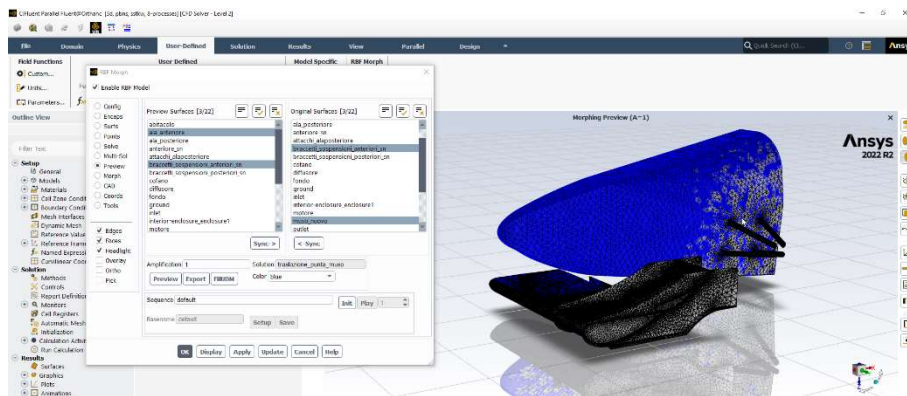 Parallel Fluent@Orthanc [3d, pbns, sstkw, 8-processes] [CFD Solver - Level 2]
File Domain Physics User-Defined Solution Results View Parallel Design
Quick Search (C...
Ansys
Field Functions
User Defined
Model Specific
RBF Morph
Custom...
Units...
Parameters...
Outline View
Filter Text
Setup
General
Models
Materials
Cell Zone Condit
Boundary Condit
Mesh Interfaces
Dynamic Mesh
Reference Value
Reference Frame
Named Expressio
Curvilinear Coor
Solution
Methods
Controls
Report Definition
Monitors
Cell Registers
Automatic Mesh
Initialization
Calculation Activ
Run Calculation
Results
Surfaces
Graphics
Plots
Animations
RBF Morph
Enable RBF Model
Config
Encaps
Surfs
Points
Solve
Multi-Sol
Preview
Morph
CAD
Coords
Tools
Edges
Faces
Headlight
Overlay
Ortho
Pick
Preview Surfaces [3/22]
abitacolo
ala_anteriore
ala_posteriore
anteriore_sn
attacchi_alaposteriore
braccetti_sospensioni_anteriori_sn
braccetti_sospensioni_posteriori_sn
cofano
diffusore
fondo
ground
inlet
interior-enclosure_enclosure1
motore
Sync >
Original Surfaces [3/22]
ala_posteriore
anteriore_sn
attacchi_alaposteriore
braccetti_sospensioni_anteriori_sn
braccetti_sospensioni_posteriori_sn
cofano
diffusore
fondo
ground
inlet
interior-enclosure_enclosure1
motore
muso_nuovo
outlet
< Sync
Amplification 1
Solution traslazione_punta_muso
Preview Export
Color blue
Sequence default
Init Play 1
Basename default
Setup Save
OK Display Apply Update Cancel Help
Morphing Preview (A=1)
Ansys
2022 R2